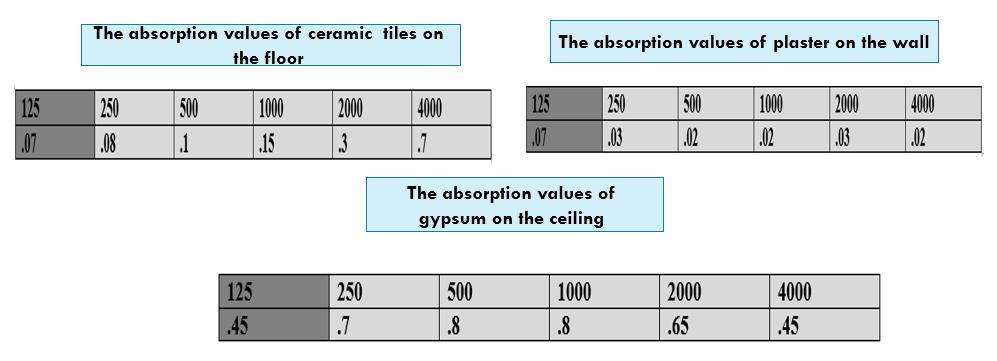 The absorption values of ceramic tiles on
the floor
The absorption values of plaster on the wall
125 250 500 1000 2000 4000
.07 .08 .1 .15 .3 .7
125 250 500 1000 2000 4000
.07 .03 .02 .02 .03 .02
The absorption values of
gypsum on the ceiling
125 250 500 1000 2000 4000
.45 .7 .8 .8 .65 .45